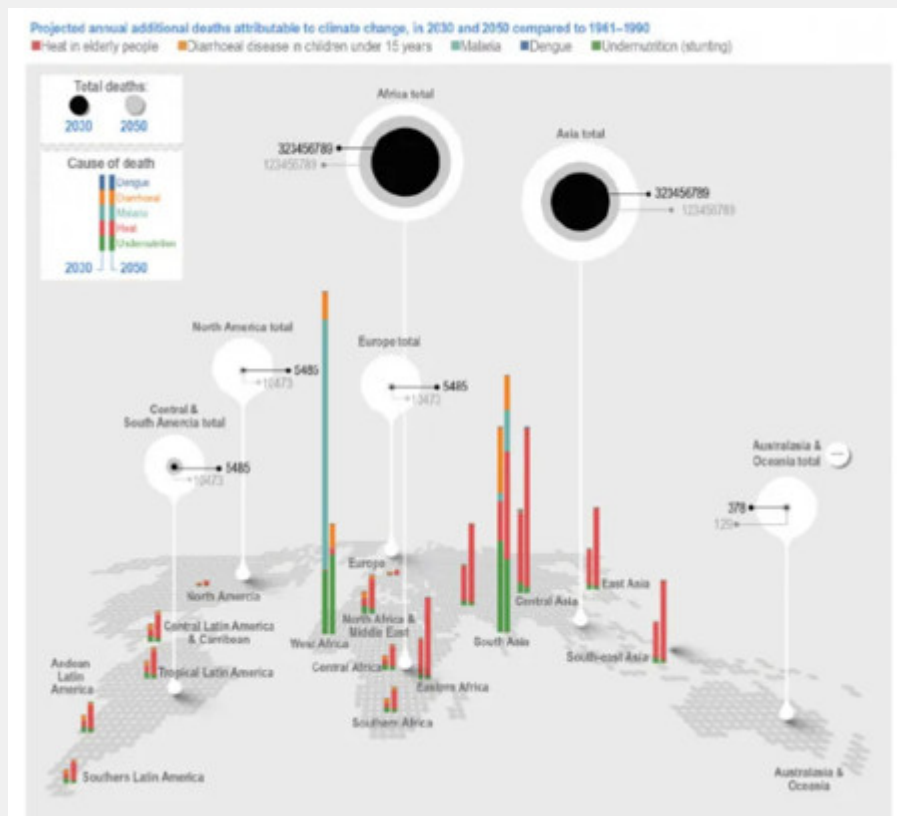 Projected annual additional deaths attributable to climate change, in 2030 and 2050 compared to 1961–1990
Heat in elderly people Diarrhoeal disease in children under 15 years Malaria Dengue Undernutrition (stunting)
Total deaths:
2030 2050
Cause of death
Dengue
Diarrhoeal
Malaria
Heat
Undernutrition
2030 2050
Africa total
323456789
123456789
Asia total
323456789
123456789
North America total
5485
10473
Europe total
5485
10473
Central &
South Amercia total
5485
10473
Australasia &
Oceania total
378
129
North Amercia
Central Latin America
& Carribean
Aedean
Latin
America
Tropical Latin America
Southern Latin America
West Africa
Europe
North Africa &
Middle East
Central Africa
Eastern Africa
Southern Africa
South Asia
Central Asia
East Asia
South-east Asia
Australasia &
Oceania